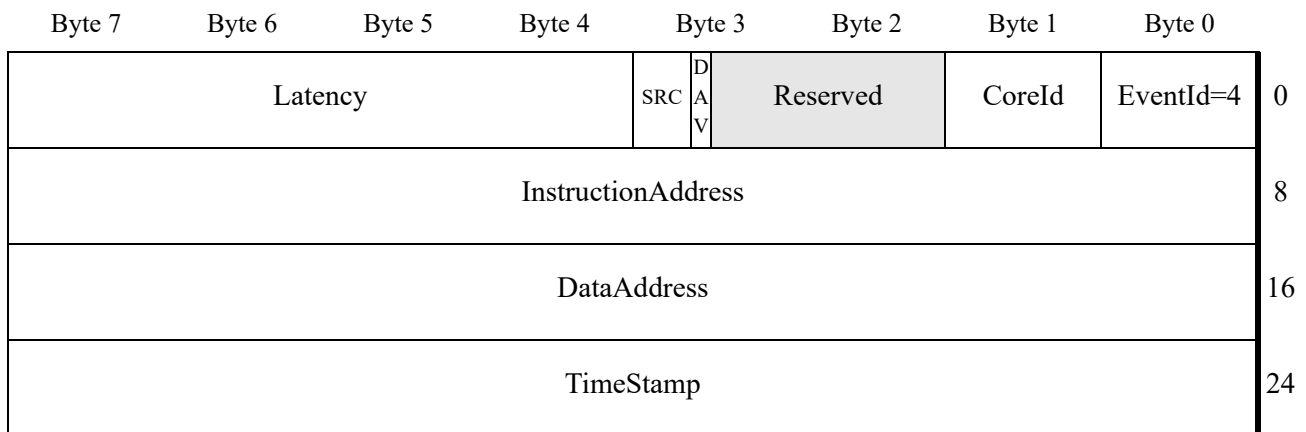 Byte 7 Byte 6 Byte 5 Byte 4 Byte 3 Byte 2 Byte 1 Byte 0
Latency SRC DAV Reserved CoreId EventId=4 0
InstructionAddress 8
DataAddress 16
TimeStamp 24